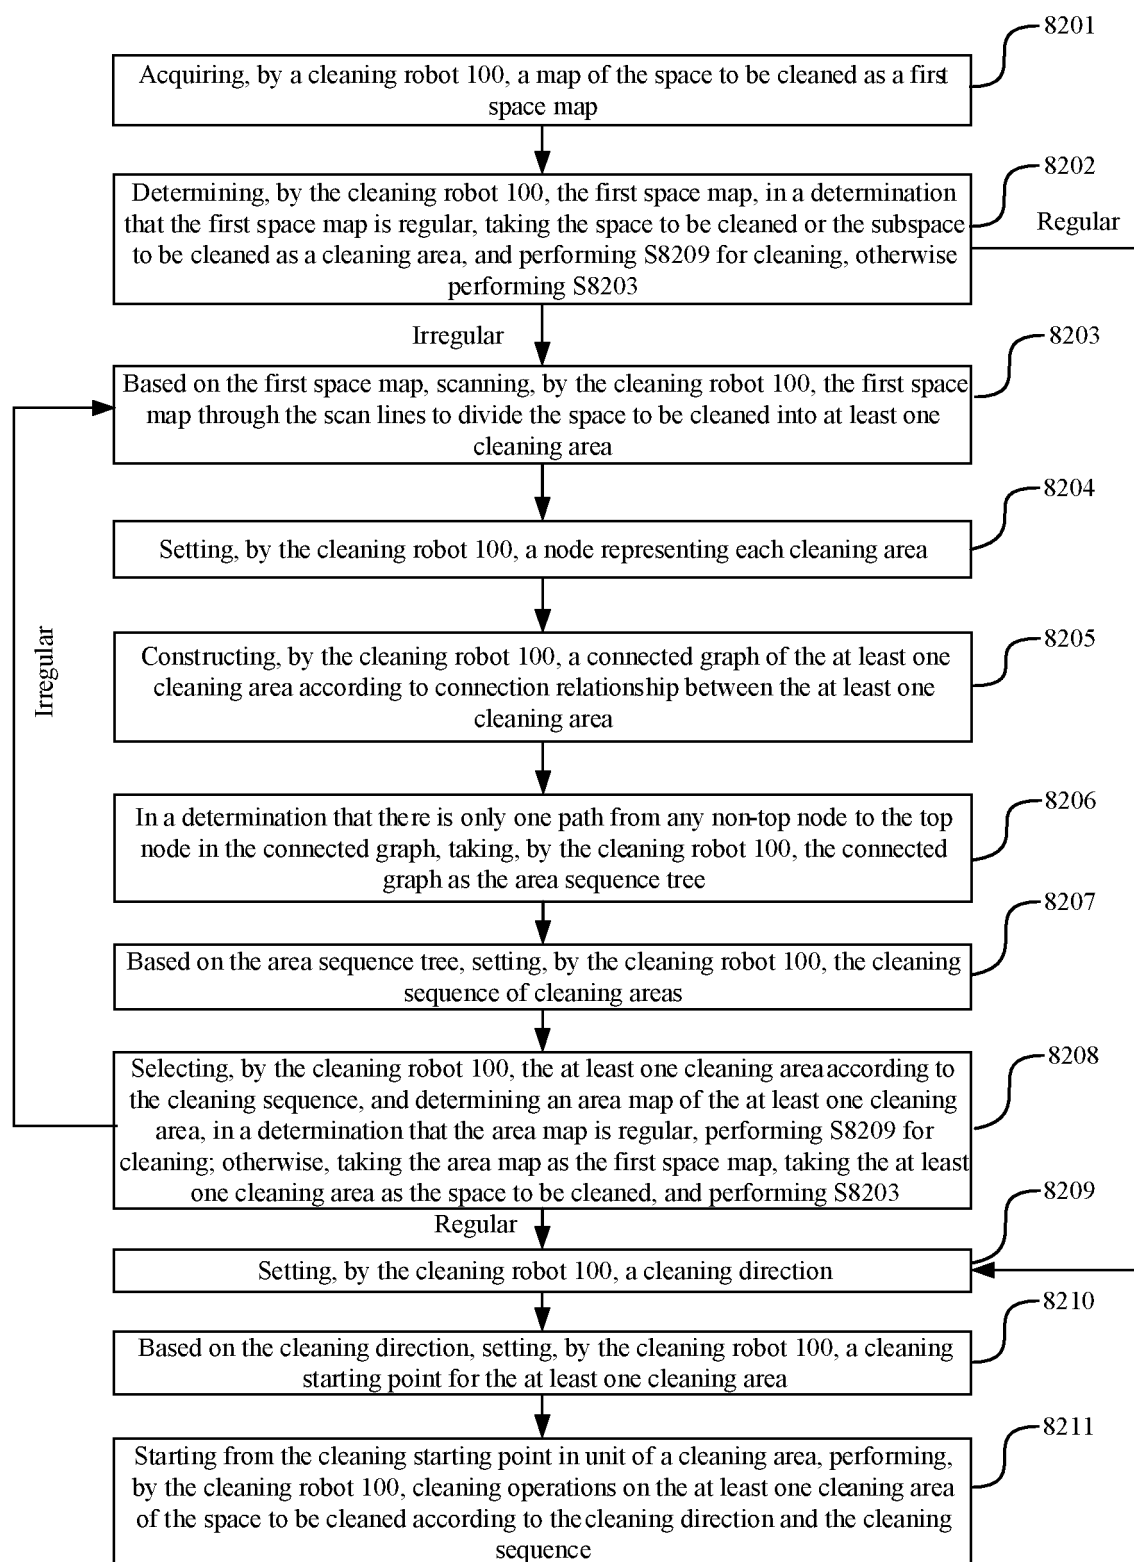 8201
Acquiring, by a cleaning robot 100, a map of the space to be cleaned as a first
space map
8202
Determining, by the cleaning robot 100, the first space map, in a determination
that the first space map is regular, taking the space to be cleaned or the subspace
to be cleaned as a cleaning area, and performing S8209 for cleaning, otherwise
performing S8203
Regular
Irregular
8203
Based on the first space map, scanning, by the cleaning robot 100, the first space
map through the scan lines to divide the space to be cleaned into at least one
cleaning area
8204
Setting, by the cleaning robot 100, a node representing each cleaning area
Irregular
8205
Constructing, by the cleaning robot 100, a connected graph of the at least one
cleaning area according to connection relationship between the at least one
cleaning area
8206
In a determination that there is only one path from any non-top node to the top
node in the connected graph, taking, by the cleaning robot 100, the connected
graph as the area sequence tree
8207
Based on the area sequence tree, setting, by the cleaning robot 100, the cleaning
sequence of cleaning areas
8208
Selecting, by the cleaning robot 100, the at least one cleaning area according to
the cleaning sequence, and determining an area map of the at least one cleaning
area, in a determination that the area map is regular, performing S8209 for
cleaning; otherwise, taking the area map as the first space map, taking the at least
one cleaning area as the space to be cleaned, and performing S8203
Regular
8209
Setting, by the cleaning robot 100, a cleaning direction
8210
Based on the cleaning direction, setting, by the cleaning robot 100, a cleaning
starting point for the at least one cleaning area
8211
Starting from the cleaning starting point in unit of a cleaning area, performing,
by the cleaning robot 100, cleaning operations on the at least one cleaning area
of the space to be cleaned according to the cleaning direction and the cleaning
sequence